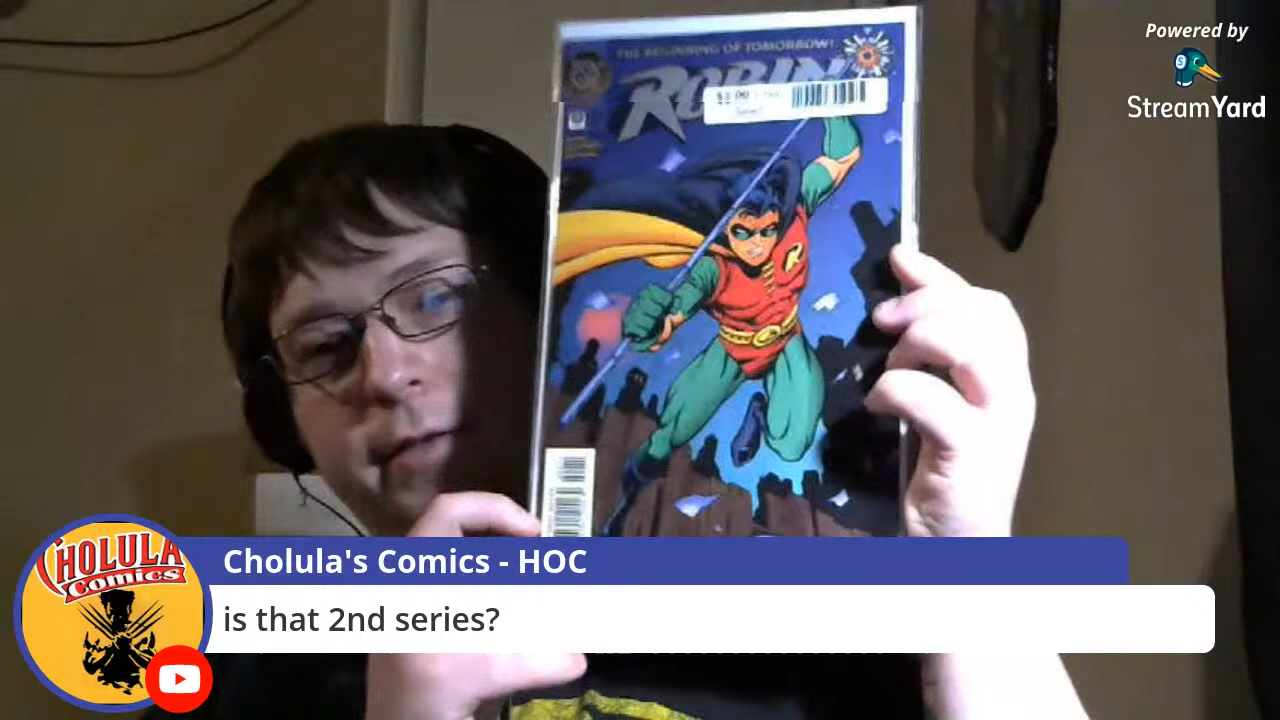 Powered by
StreamYard
THE BEGINNING OF TOMORROW!
ROBIN
R
CHOLULA
Comics
Cholula's Comics - HOC
is that 2nd series?